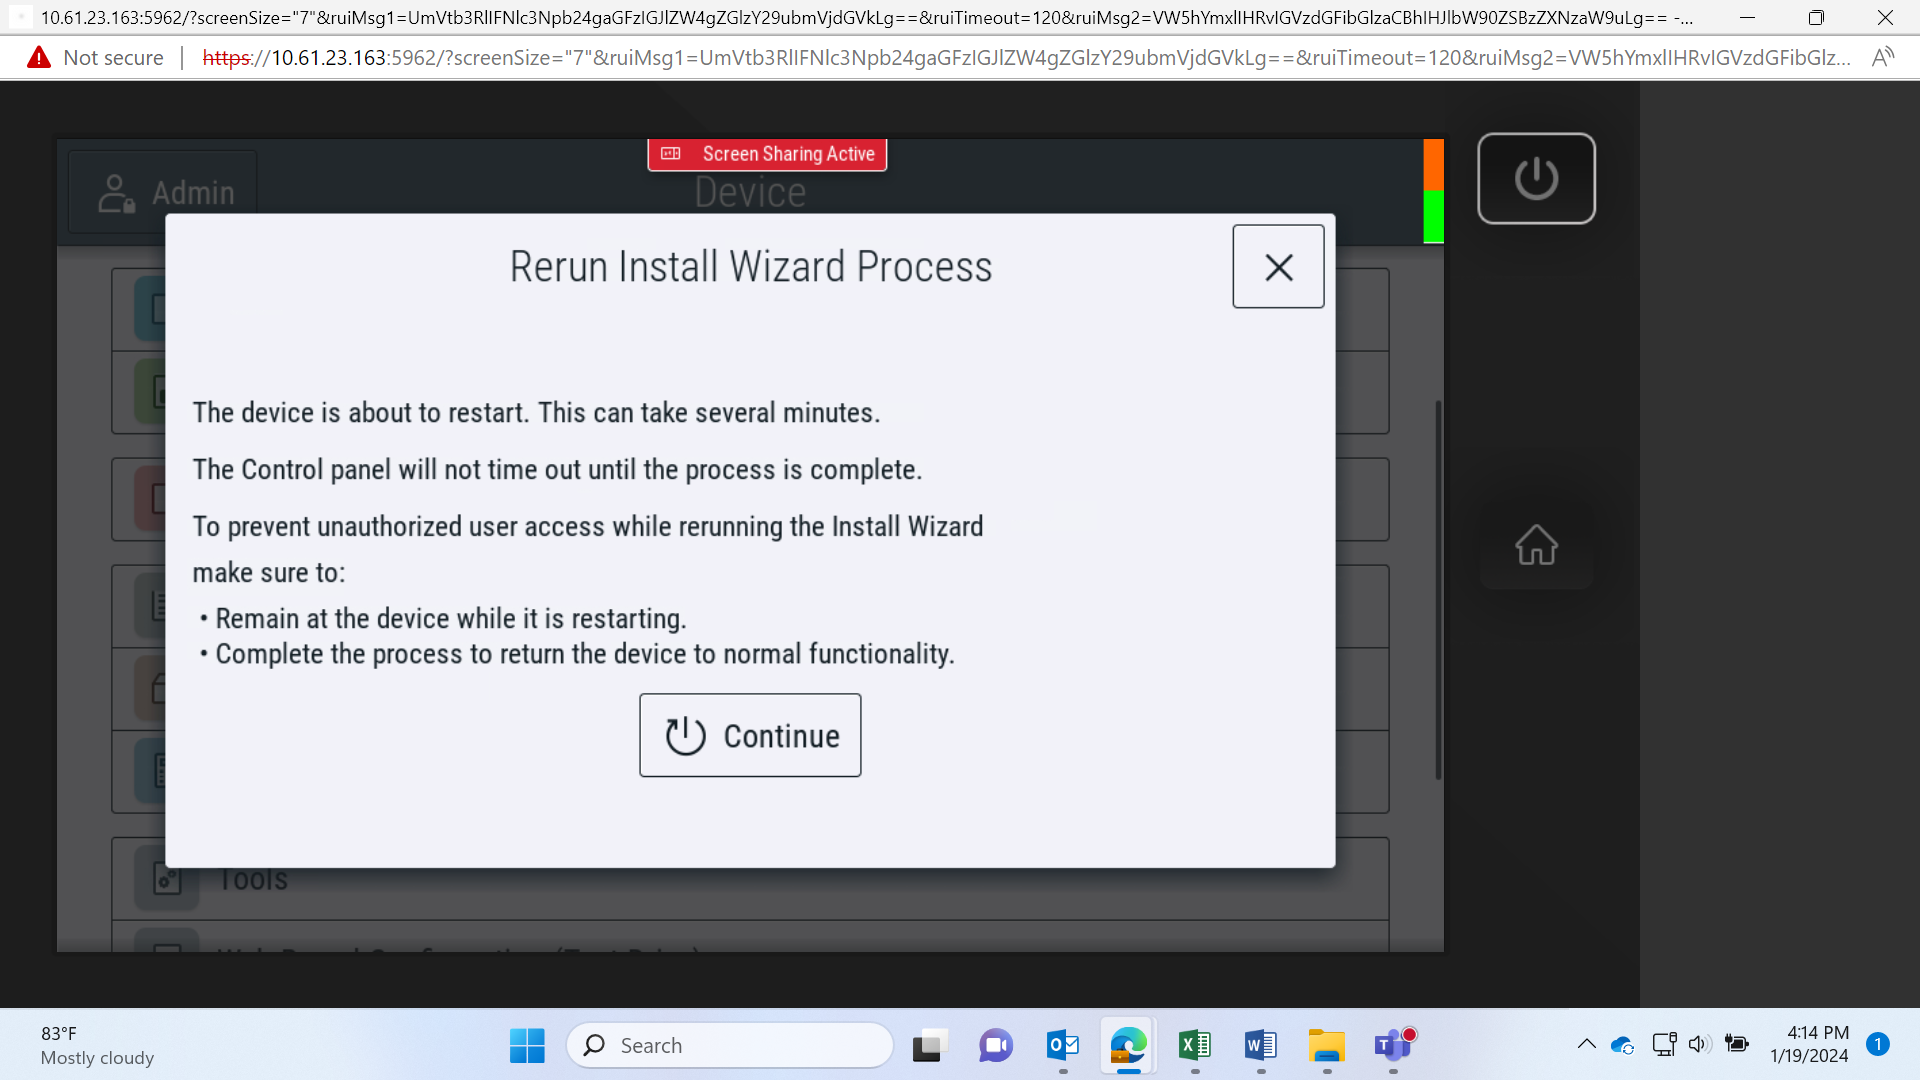 10.61.23.163:5962/?screenSize="7"&ruiMsg1=UmVtb3RlIFNlc3Npb24gaGFzIGJlZW4gZGlzY29ubmVjdGVkLg==&ruiTimeout=120&ruiMsg2=VW5hYmxlIHRvIGVzdGFibGlzaCBhIHJlbW90ZSBzZXNzaW9uLg== -...
Not secure
https://10.61.23.163:5962/?screenSize="7"&ruiMsg1=UmVtb3RlIFNlc3Npb24gaGFzIGJlZW4gZGlzY29ubmVjdGVkLg==&ruiTimeout=120&ruiMsg2=VW5hYmxlIHRvIGVzdGFibGlz...
Screen Sharing Active
Admin
Device
Rerun Install Wizard Process
The device is about to restart. This can take several minutes.
The Control panel will not time out until the process is complete.
To prevent unauthorized user access while rerunning the Install Wizard
make sure to:
• Remain at the device while it is restarting.
• Complete the process to return the device to normal functionality.
Continue
Tools
83°F
Mostly cloudy
Search
4:14 PM
1/19/2024
1